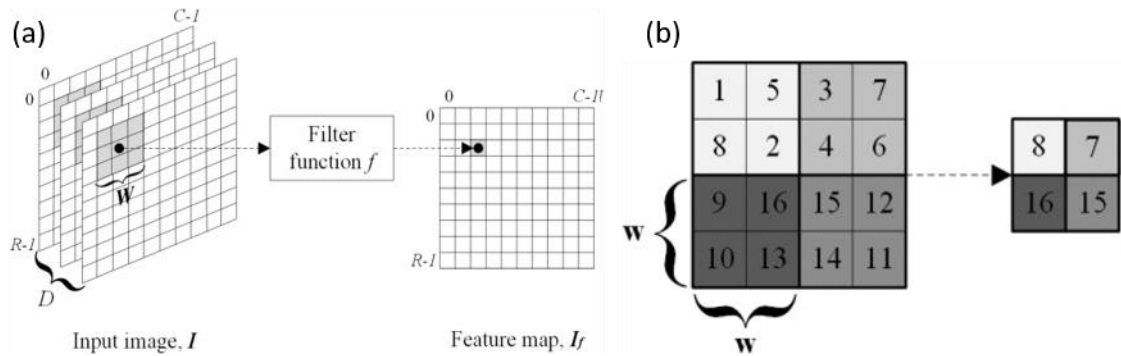 (a)
C-1
0
0
W
R-1
D
Input image, I
Filter
function f
0
0
R-1
Feature map, If
(b)
1 5 3 7
8 2 4 6
9 16 15 12
10 13 14 11
w
w
8 7
16 15